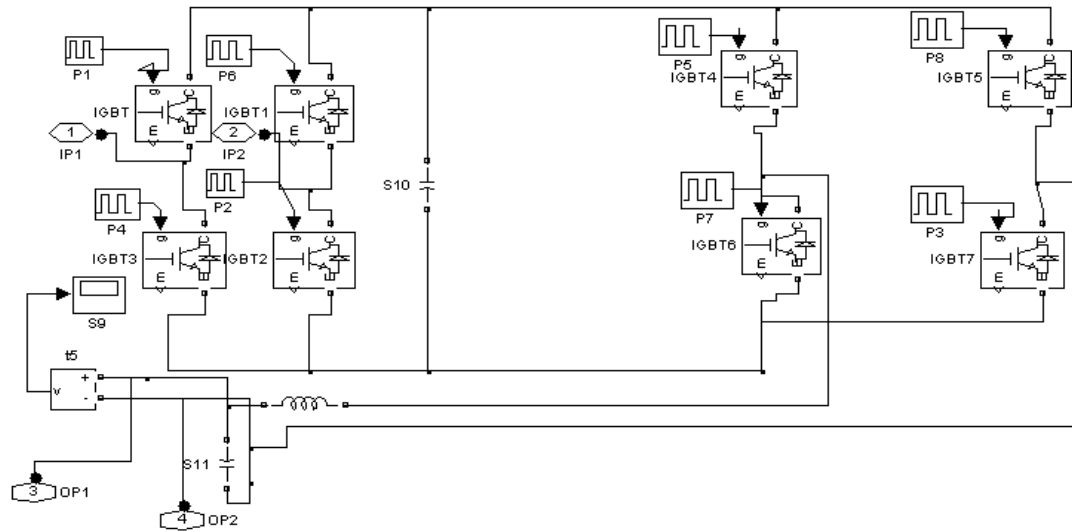 P1
P6
P5
P8
g
C
E
IGBT
g
C
E
IGBT1
g
C
E
IGBT4
g
C
E
IGBT5
1
IP1
2
IP2
P4
P2
S10
P7
P3
g
C
E
IGBT3
g
C
E
IGBT2
g
C
E
IGBT6
g
C
E
IGBT7
S9
t5
v
+
-
S11
3
OP1
4
OP2